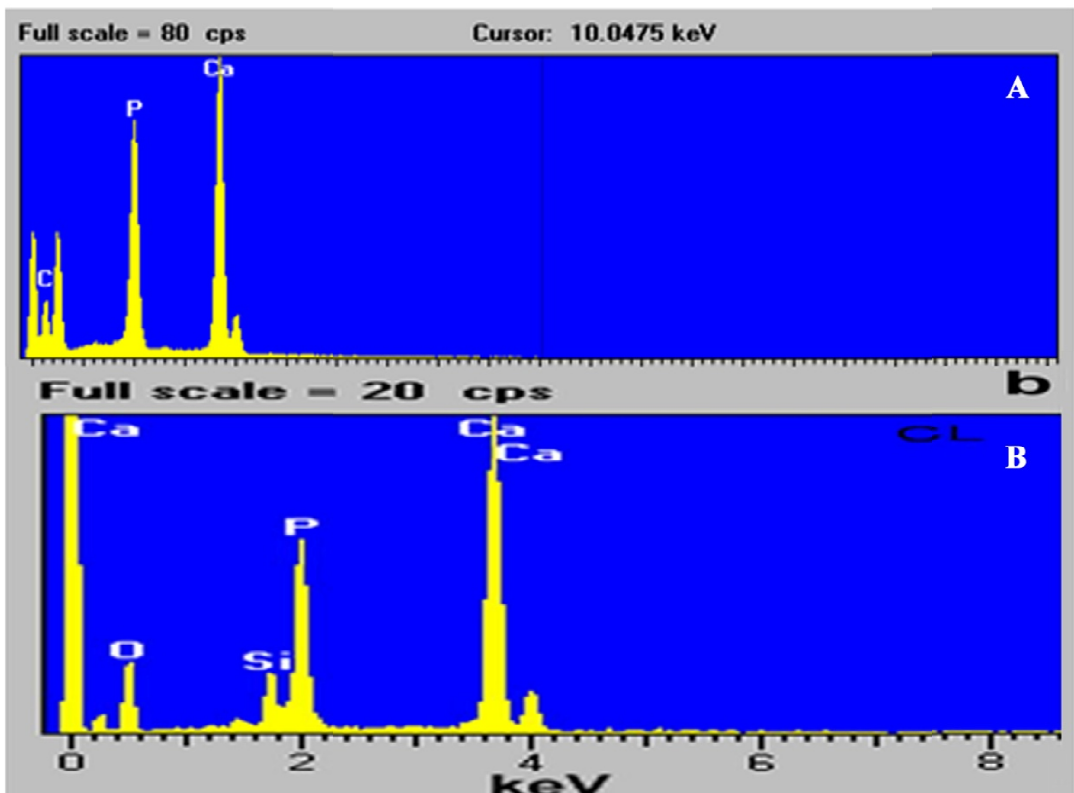 Full scale = 80 cps Cursor: 10.0475 keV
A
Ca
P
C
Full scale = 20 cps b
Ca Ca CL
Ca B
P
O Si
0 2 4 6 8
keV